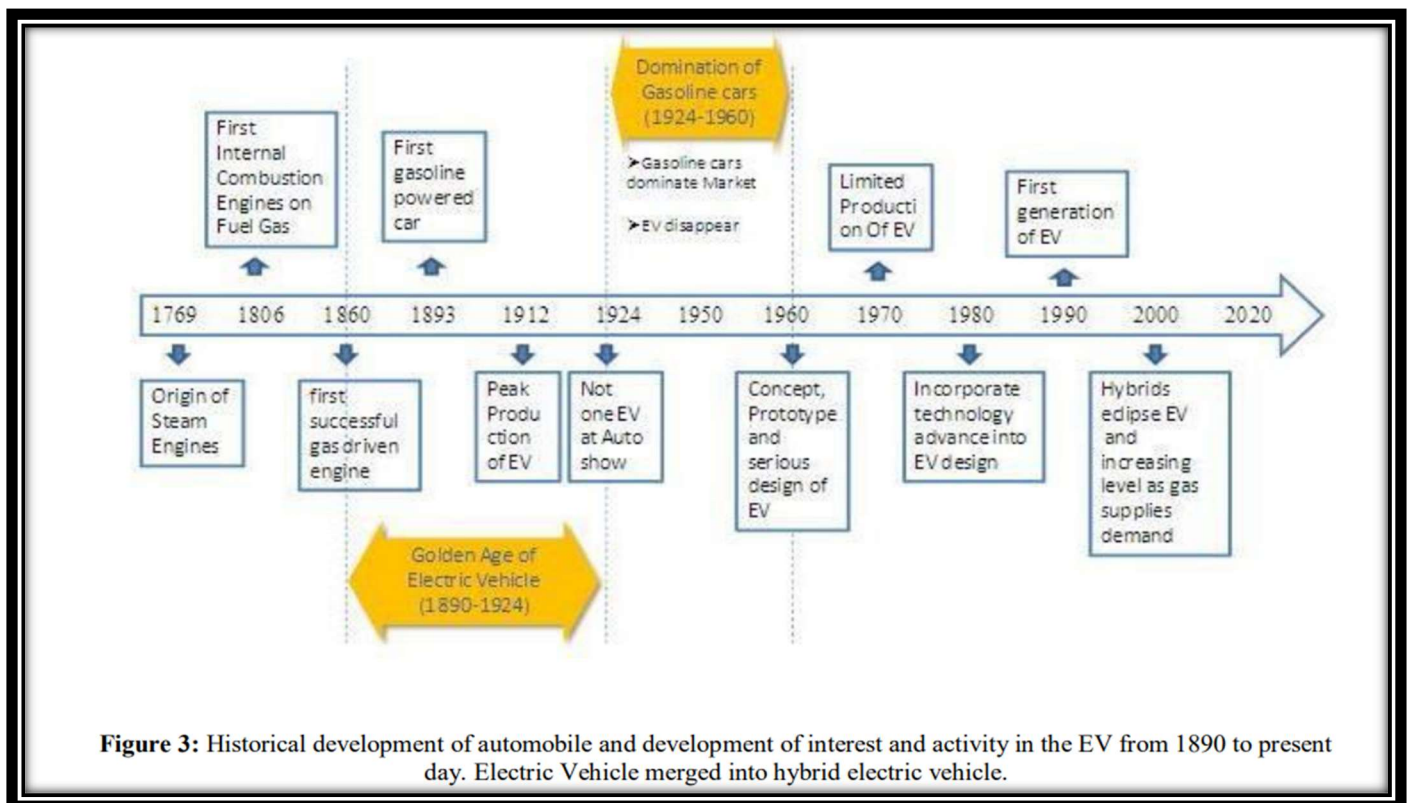 Domination of
Gasoline cars
(1924-1960)
➤Gasoline cars
dominate Market
➤EV disappear
First
Internal
Combustion
Engines on
Fuel Gas
First
gasoline
powered
car
Limited
Producti
on Of EV
First
generation
of EV
1769 1806 1860 1893 1912 1924 1950 1960 1970 1980 1990 2000 2020
Origin of
Steam
Engines
first
successful
gas driven
engine
Peak
Produ
ction
of EV
Not
one EV
at Auto
show
Concept,
Prototype
and
serious
design of
EV
Incorporate
technology
advance into
EV design
Hybrids
eclipse EV
and
increasing
level as gas
supplies
demand
Golden Age of
Electric Vehicle
(1890-1924)
Figure 3: Historical development of automobile and development of interest and activity in the EV from 1890 to present
day. Electric Vehicle merged into hybrid electric vehicle.